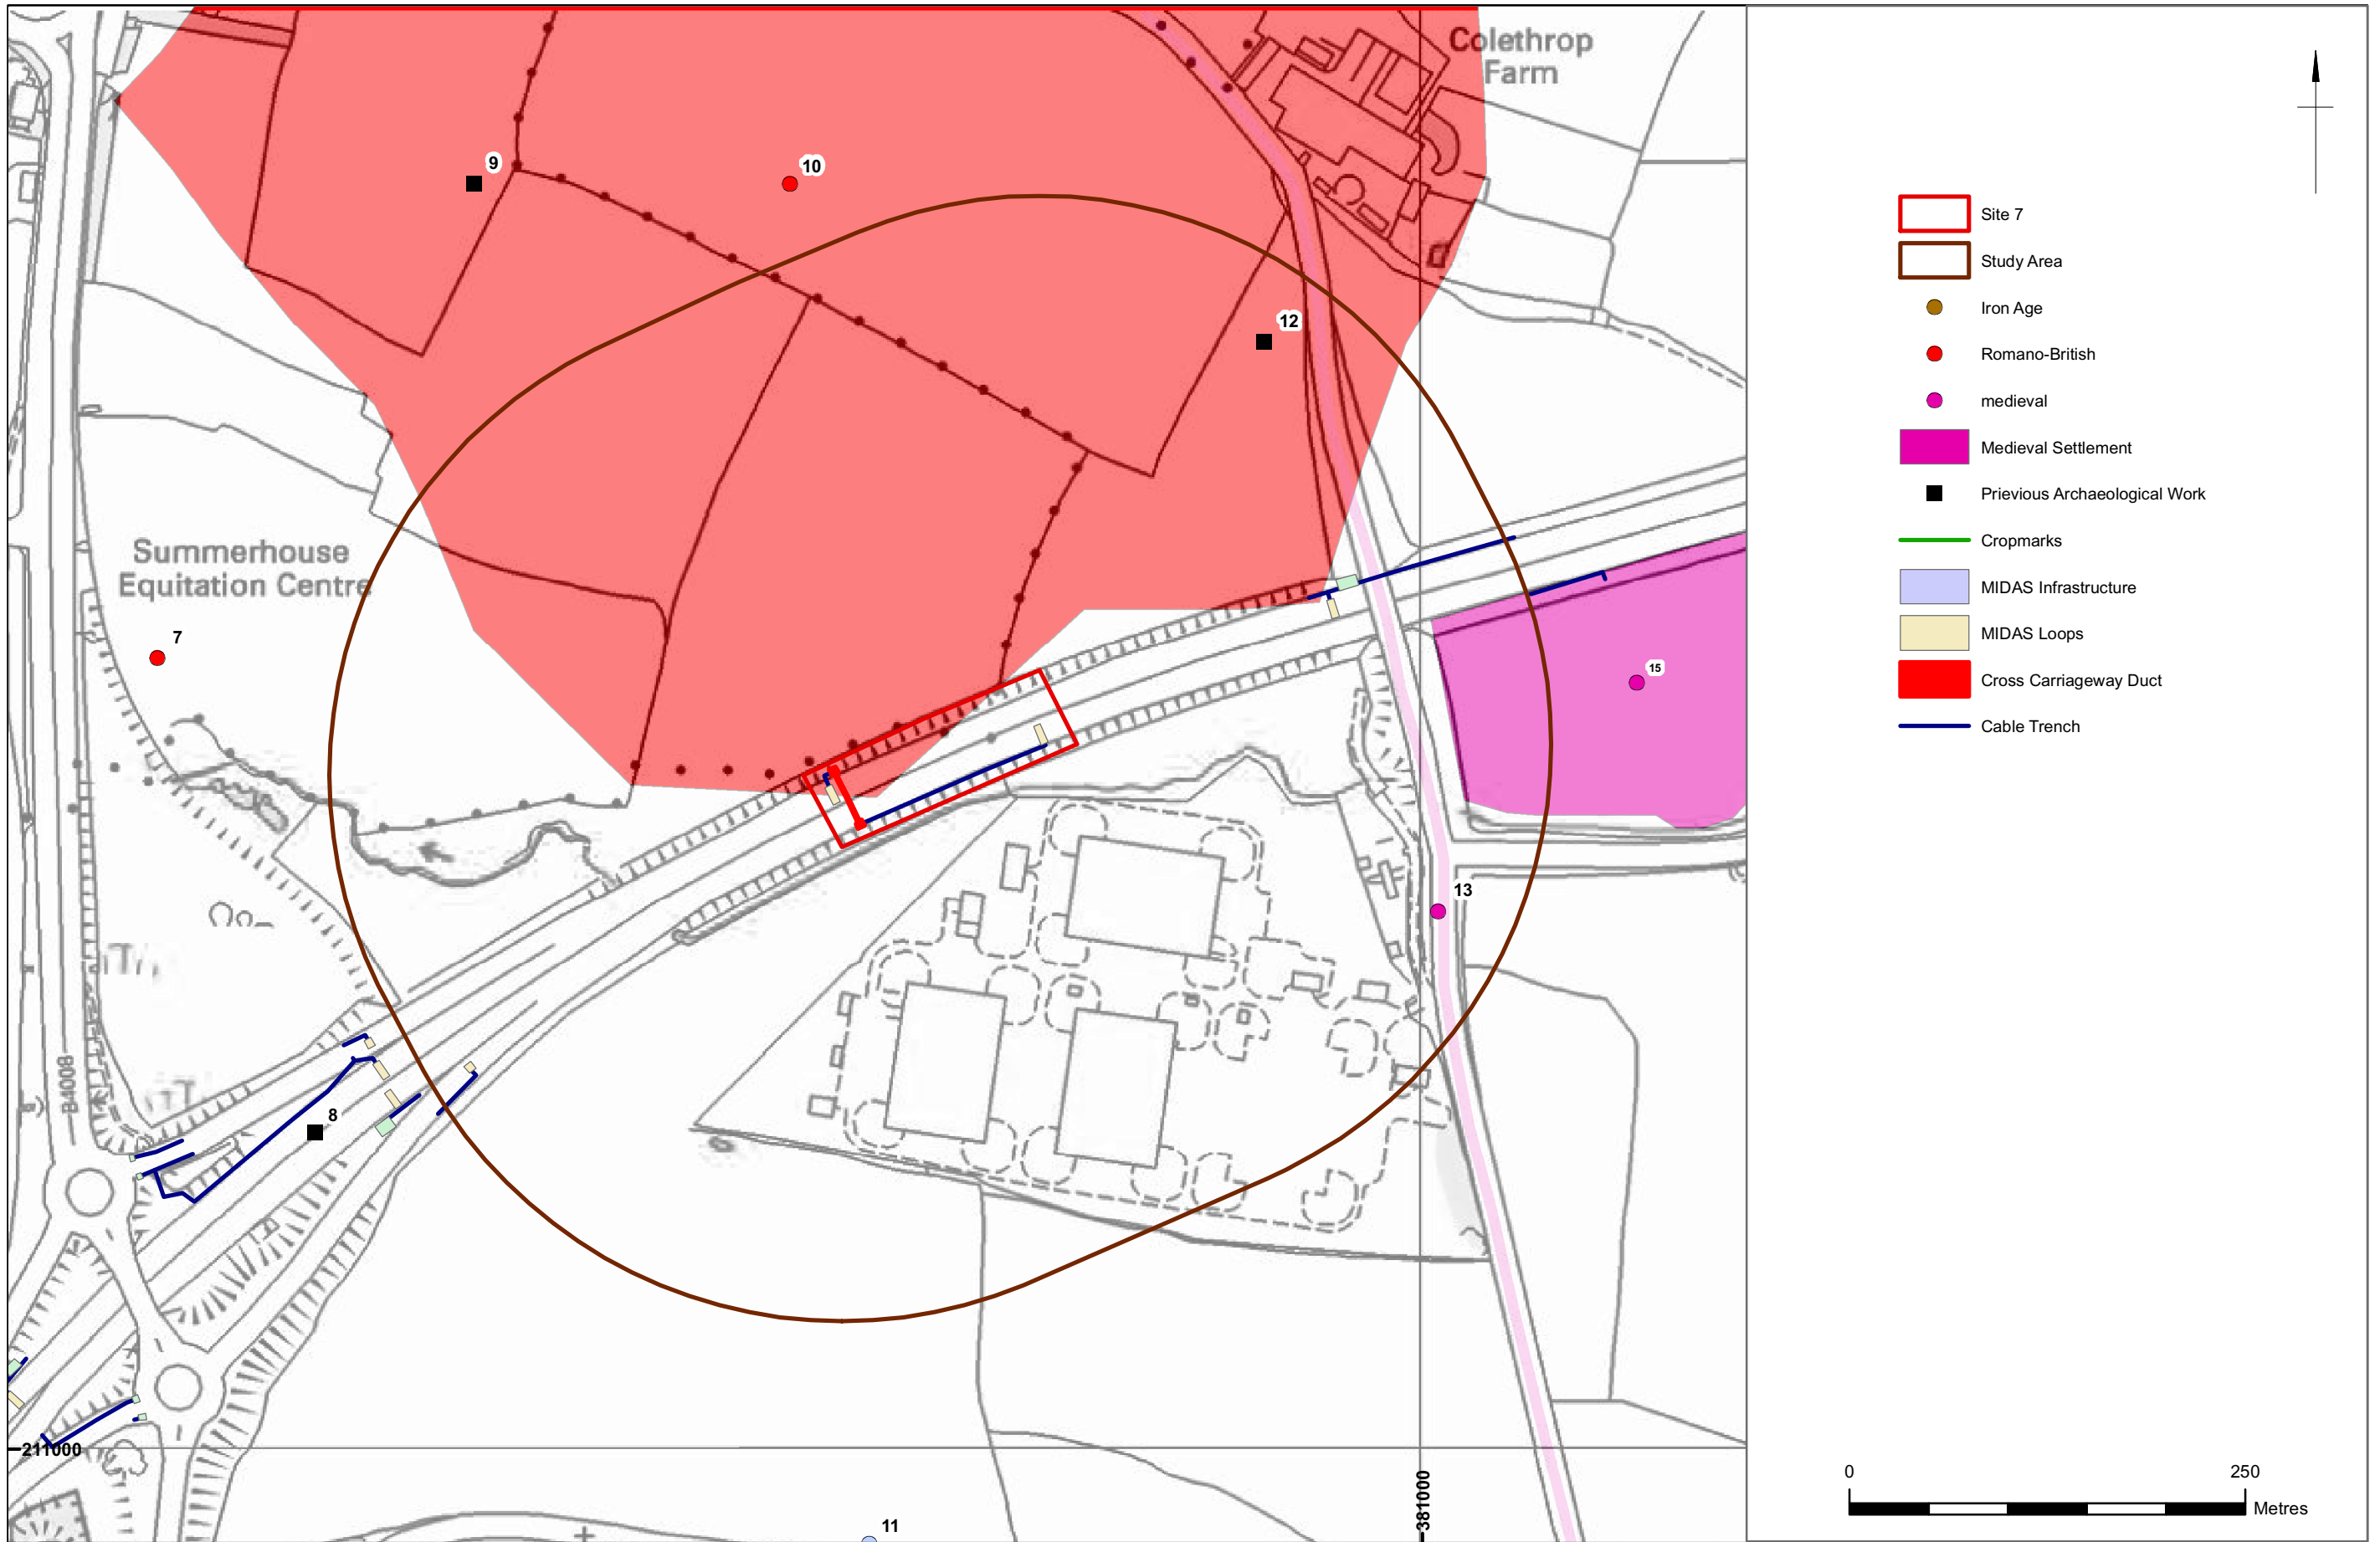 Colethrop
Farm
9
10
12
Summerhouse
Equitation Centre
7
15
13
B4008
8
211000
381000
11
Site 7
Study Area
Iron Age
Romano-British
medieval
Medieval Settlement
Prievious Archaeological Work
Cropmarks
MIDAS Infrastructure
MIDAS Loops
Cross Carriageway Duct
Cable Trench
0
250
Metres